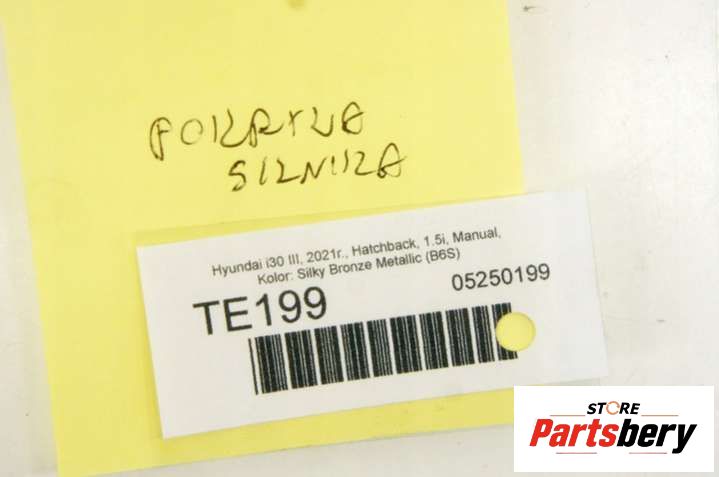 POKRYWA
SILNIKA
Hyundai i30 III, 2021r., Hatchback, 1.5i, Manual,
Kolor: Silky Bronze Metallic (B6S)
TE199
05250199
STORE
Partsbery